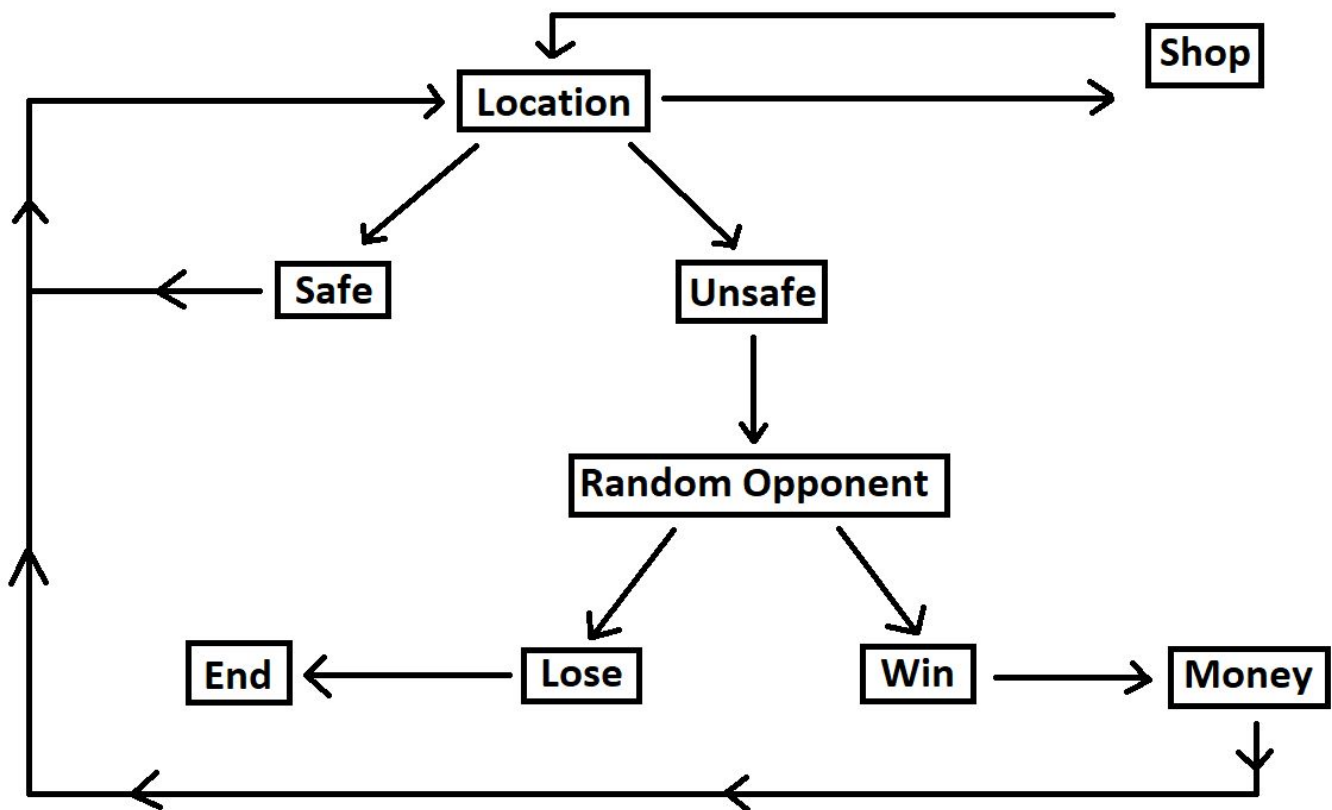 Shop
Location
Safe
Unsafe
Random Opponent
End
Lose
Win
Money